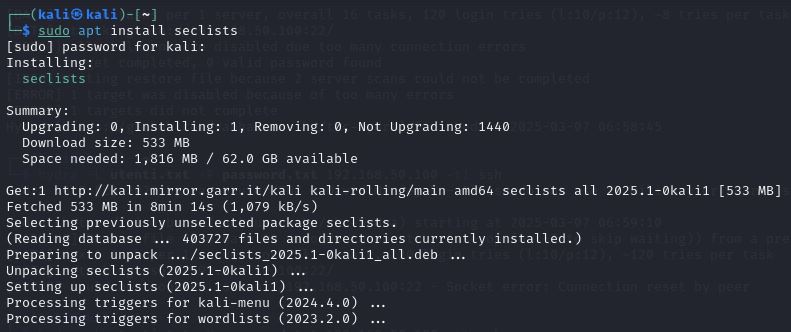 ┌──(kali㉿kali)-[~]
└─$ sudo apt install seclists
[sudo] password for kali:
Installing:
  seclists

Summary:
  Upgrading: 0, Installing: 1, Removing: 0, Not Upgrading: 1440
  Download size: 533 MB
  Space needed: 1,816 MB / 62.0 GB available

Get:1 http://kali.mirror.garr.it/kali kali-rolling/main amd64 seclists all 2025.1-0kali1 [533 MB]
Fetched 533 MB in 8min 14s (1,079 kB/s)
Selecting previously unselected package seclists.
(Reading database ... 403727 files and directories currently installed.)
Preparing to unpack .../seclists_2025.1-0kali1_all.deb ...
Unpacking seclists (2025.1-0kali1) ...
Setting up seclists (2025.1-0kali1) ...
Processing triggers for kali-menu (2024.4.0) ...
Processing triggers for wordlists (2023.2.0) ...